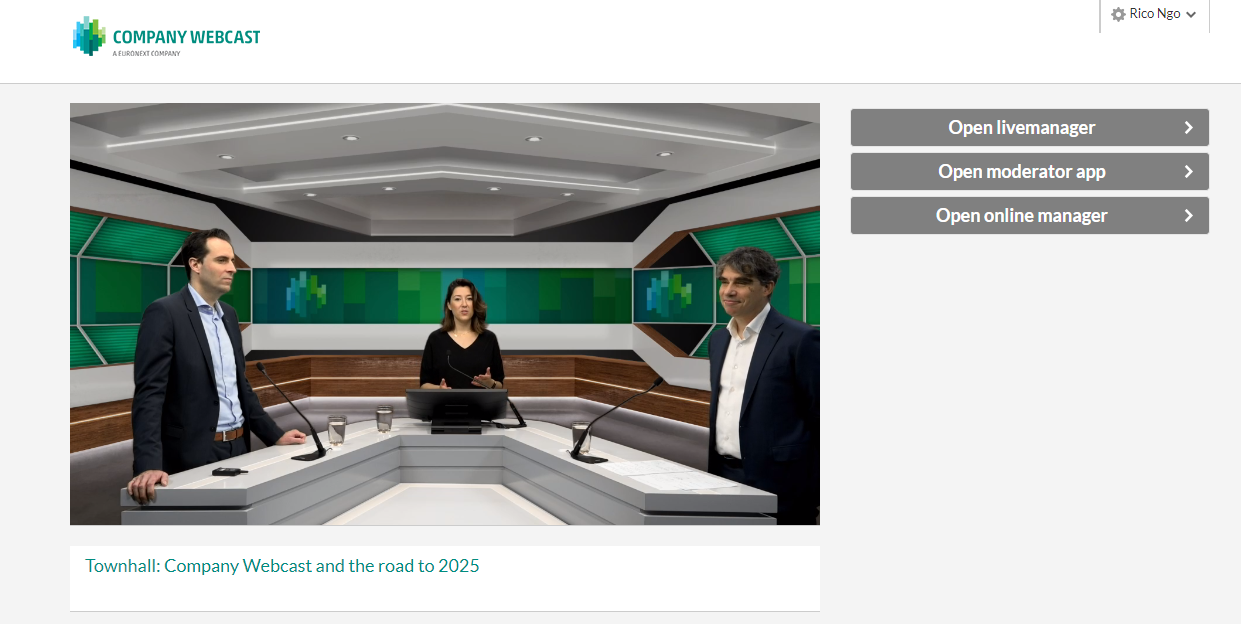 COMPANY WEBCAST
A EURONEXT COMPANY
Rico Ngo
Open livemanager
Open moderator app
Open online manager
Townhall: Company Webcast and the road to 2025